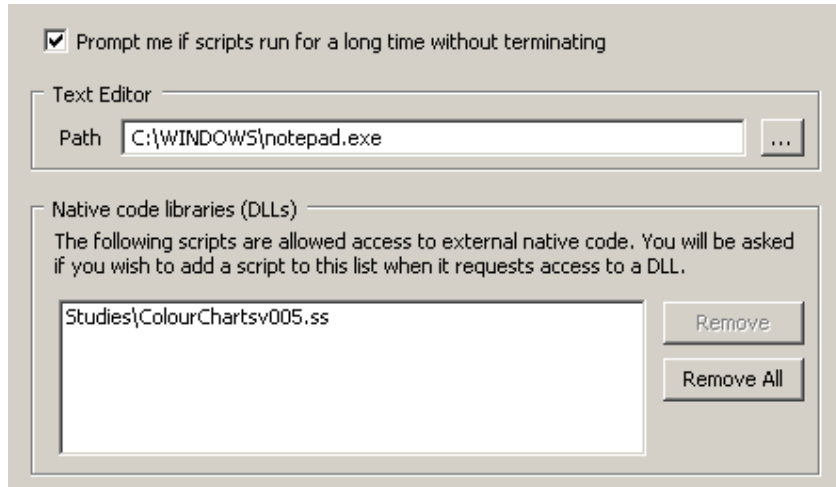 Prompt me if scripts run for a long time without terminating
Text Editor
Path C:\WINDOWS\notepad.exe ...
Native code libraries (DLLs)
The following scripts are allowed access to external native code. You will be asked
if you wish to add a script to this list when it requests access to a DLL.
Studies\ColourChartsv005.ss
Remove
Remove All